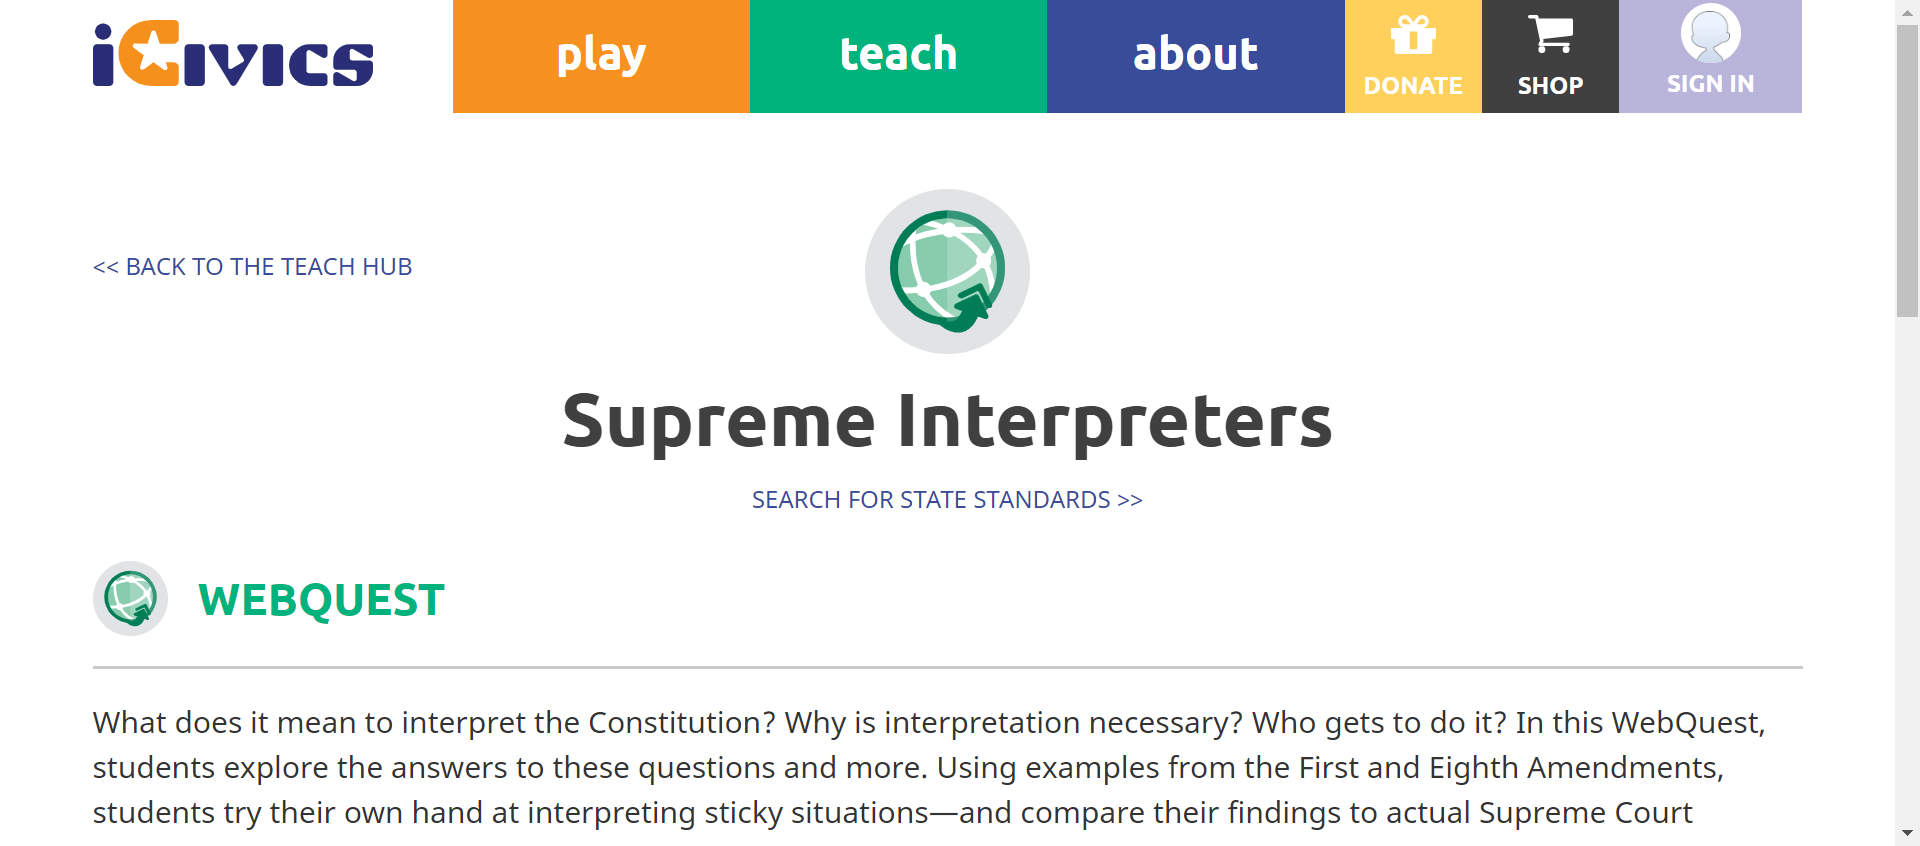 iCivics
play
teach
about
DONATE
SHOP
SIGN IN
<< BACK TO THE TEACH HUB
Supreme Interpreters
SEARCH FOR STATE STANDARDS >>
WEBQUEST
What does it mean to interpret the Constitution? Why is interpretation necessary? Who gets to do it? In this WebQuest,
students explore the answers to these questions and more. Using examples from the First and Eighth Amendments,
students try their own hand at interpreting sticky situations—and compare their findings to actual Supreme Court